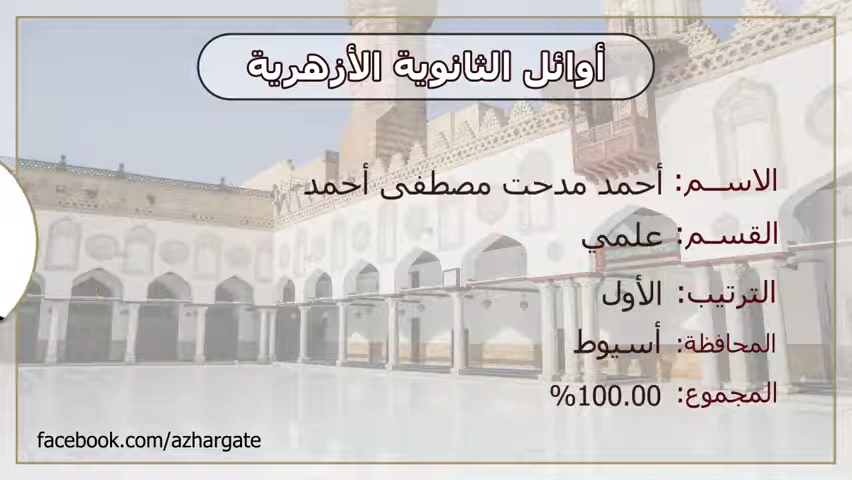 أوائل الثانوية الأزهرية
الاسـم: أحمد مدحت مصطفى أحمد
القسـم: علمي
الترتيب: الأول
المحافظة: أسيوط
المجموع: 100.00%
facebook.com/azhargate